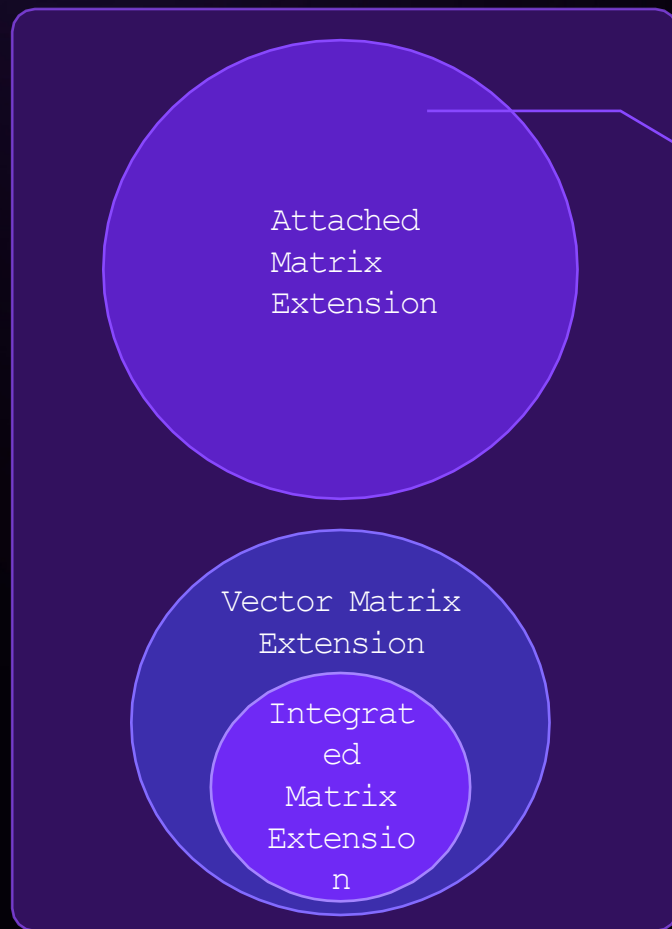 Attached
Matrix
Extension
Vector Matrix
Extension
Integrat
ed
Matrix
Extensio
n